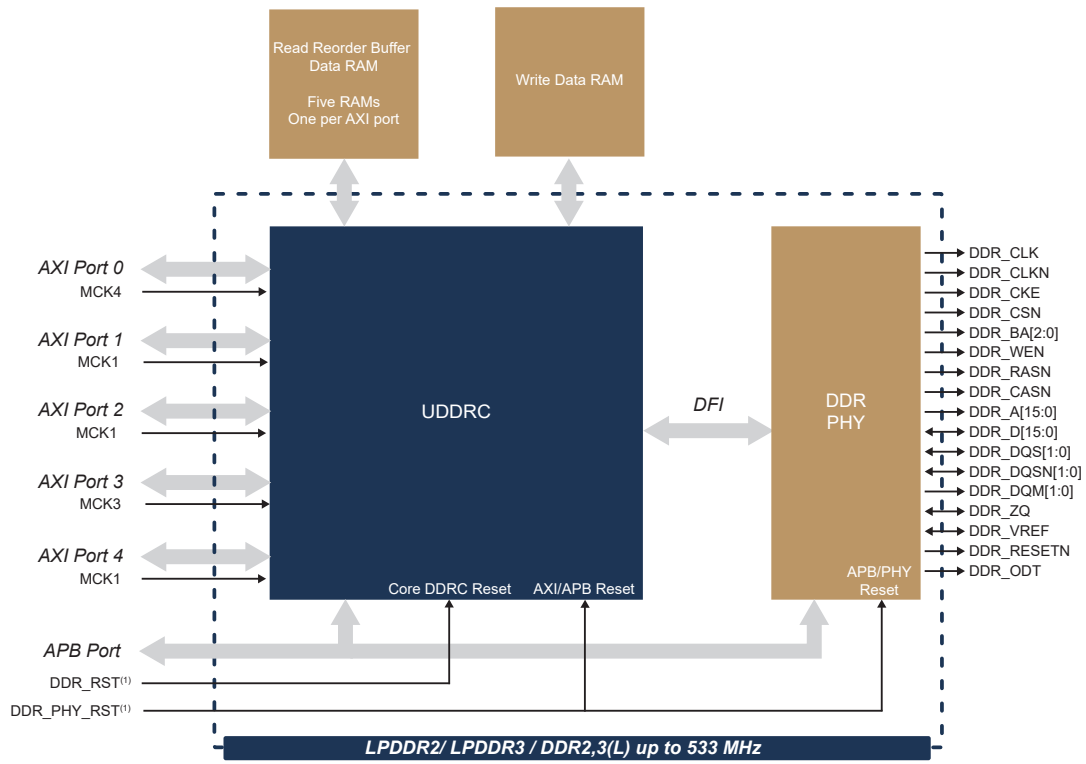 Read Reorder Buffer
Data RAM
Five RAMs
One per AXI port
Write Data RAM
AXI Port 0
MCK4
AXI Port 1
MCK1
AXI Port 2
MCK1
AXI Port 3
MCK3
AXI Port 4
MCK1
APB Port
DDR_RST(1)
DDR_PHY_RST(1)
UDDRC
Core DDRC Reset
AXI/APB Reset
DFI
DDR
PHY
APB/PHY
Reset
DDR_CLK
DDR_CLKN
DDR_CKE
DDR_CSN
DDR_BA[2:0]
DDR_WEN
DDR_RASN
DDR_CASN
DDR_A[15:0]
DDR_D[15:0]
DDR_DQS[1:0]
DDR_DQSN[1:0]
DDR_DQM[1:0]
DDR_ZQ
DDR_VREF
DDR_RESETN
DDR_ODT
LPDDR2/ LPDDR3 / DDR2,3(L) up to 533 MHz